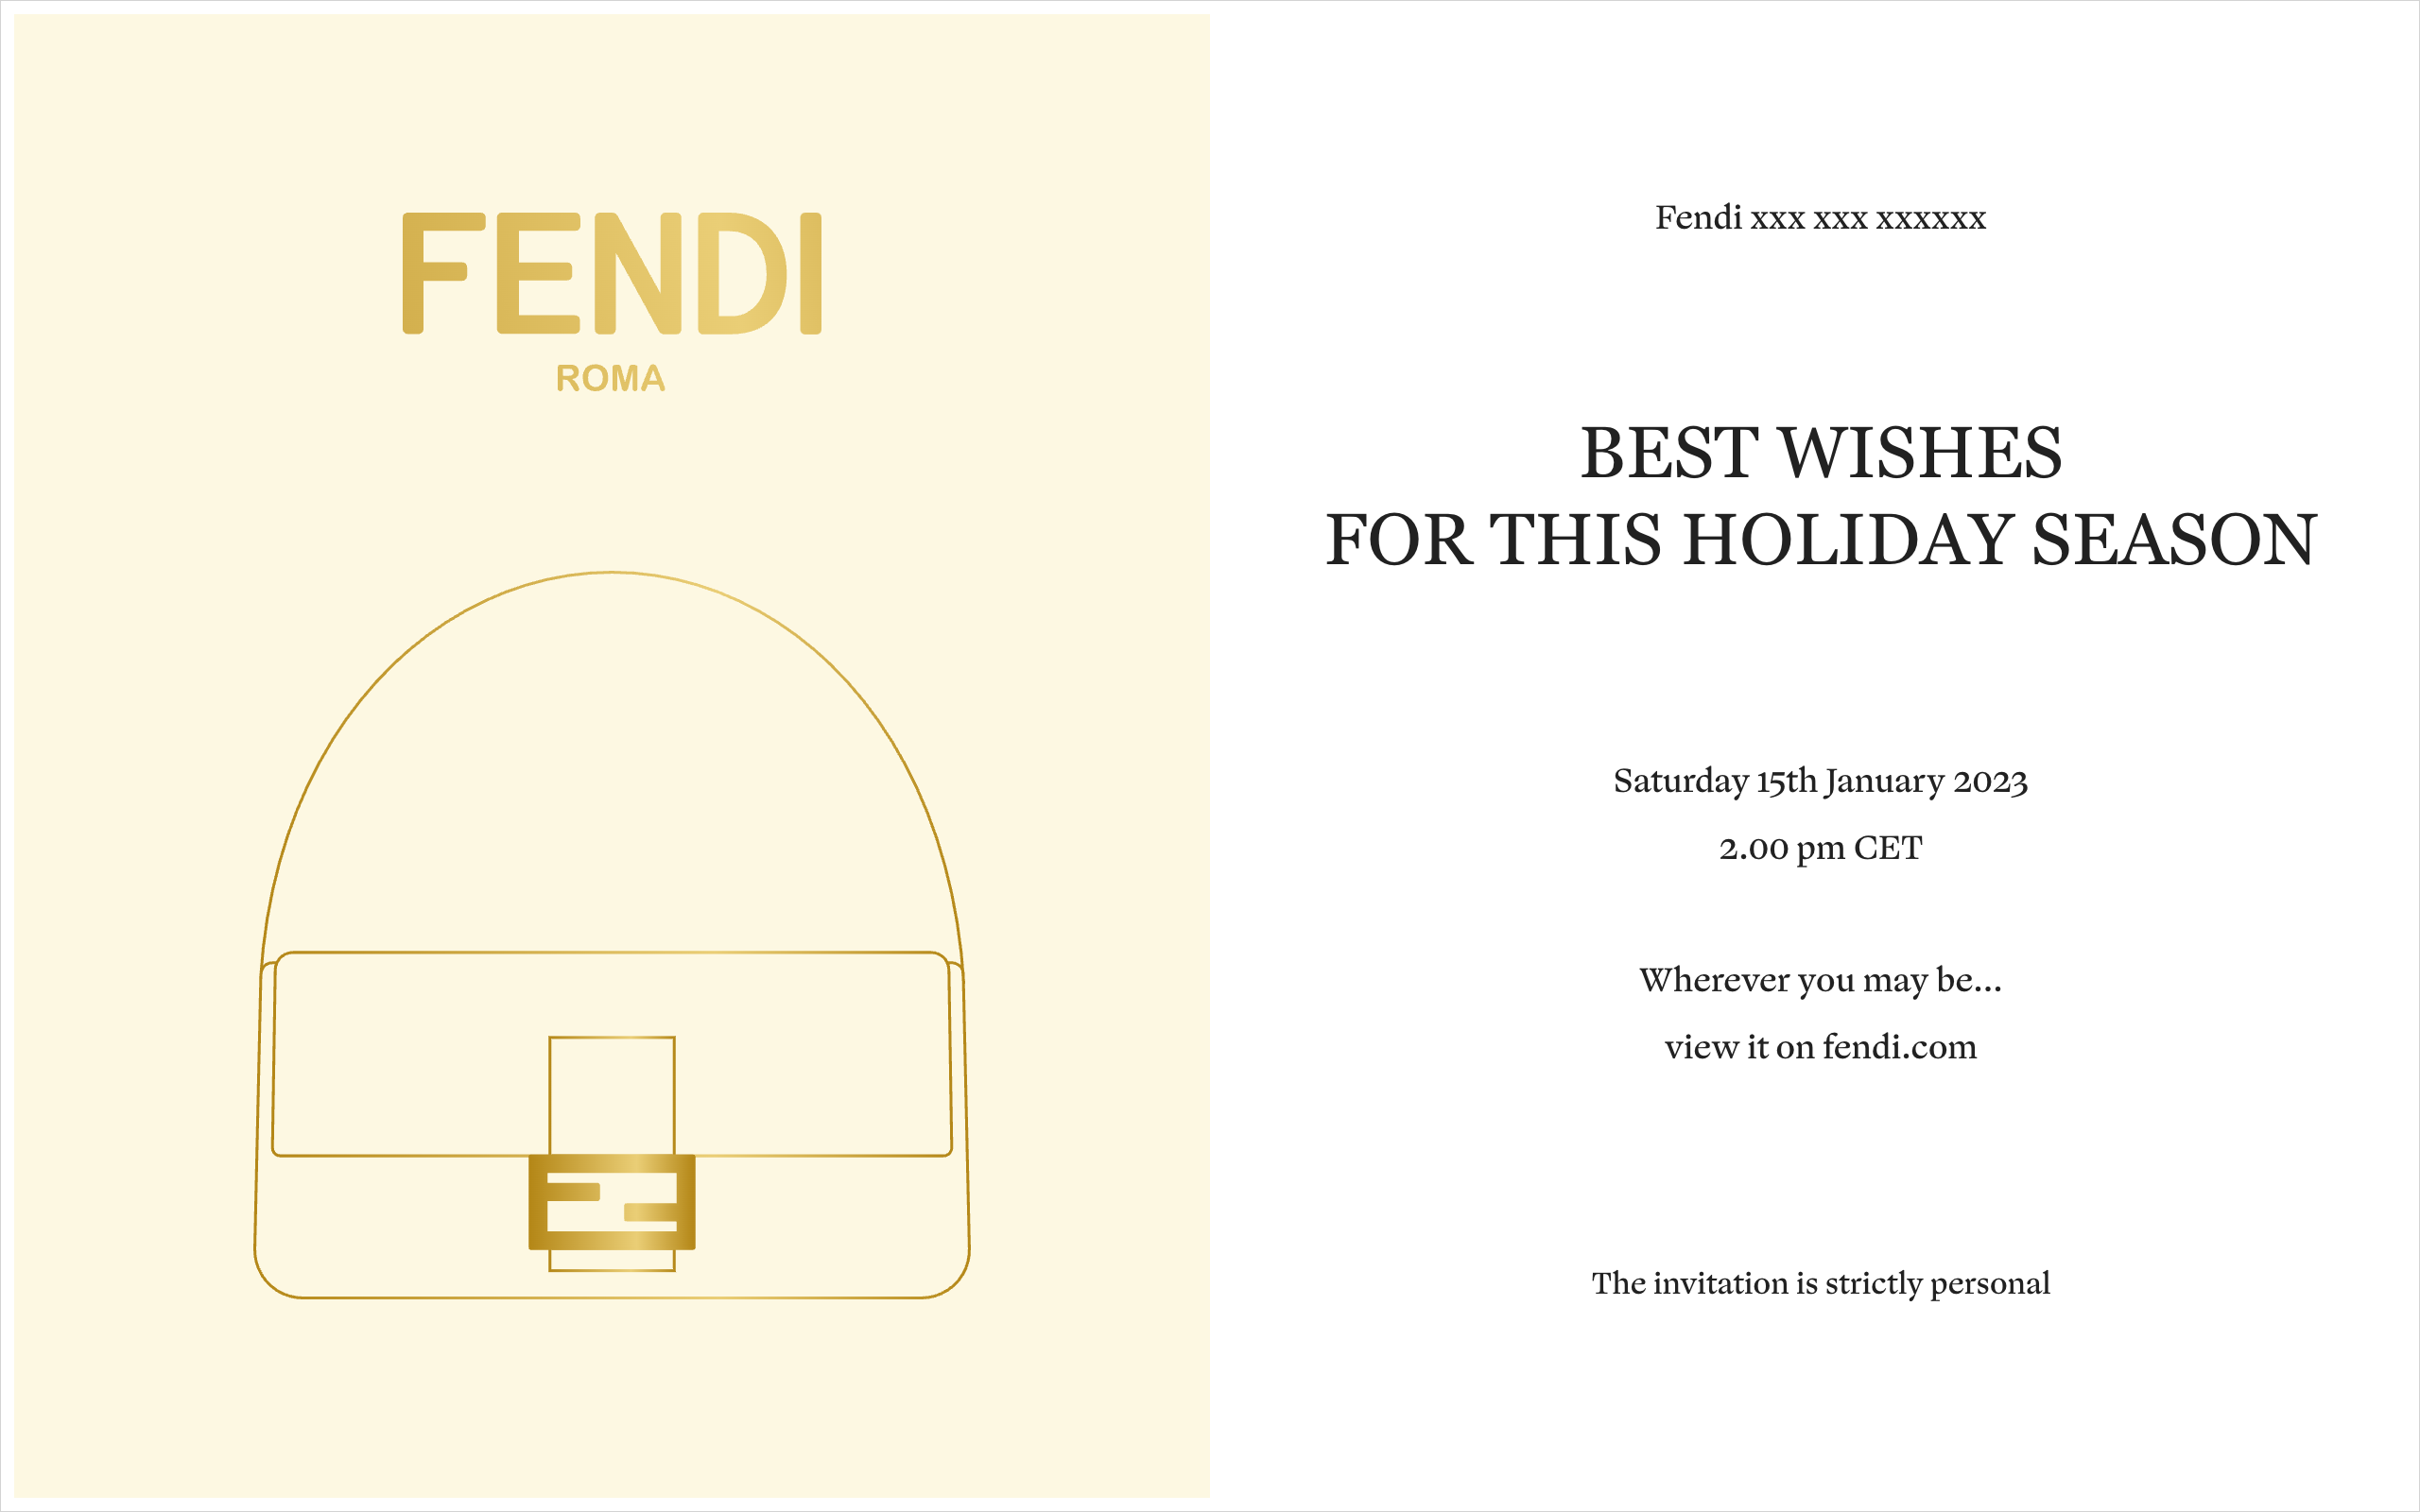 FENDI
ROMA
Fendi xxx xxx xxxxxx
BEST WISHES
FOR THIS HOLIDAY SEASON
Saturday 15th January 2023
2.00 pm CET
Wherever you may be...
view it on fendi.com
The invitation is strictly personal